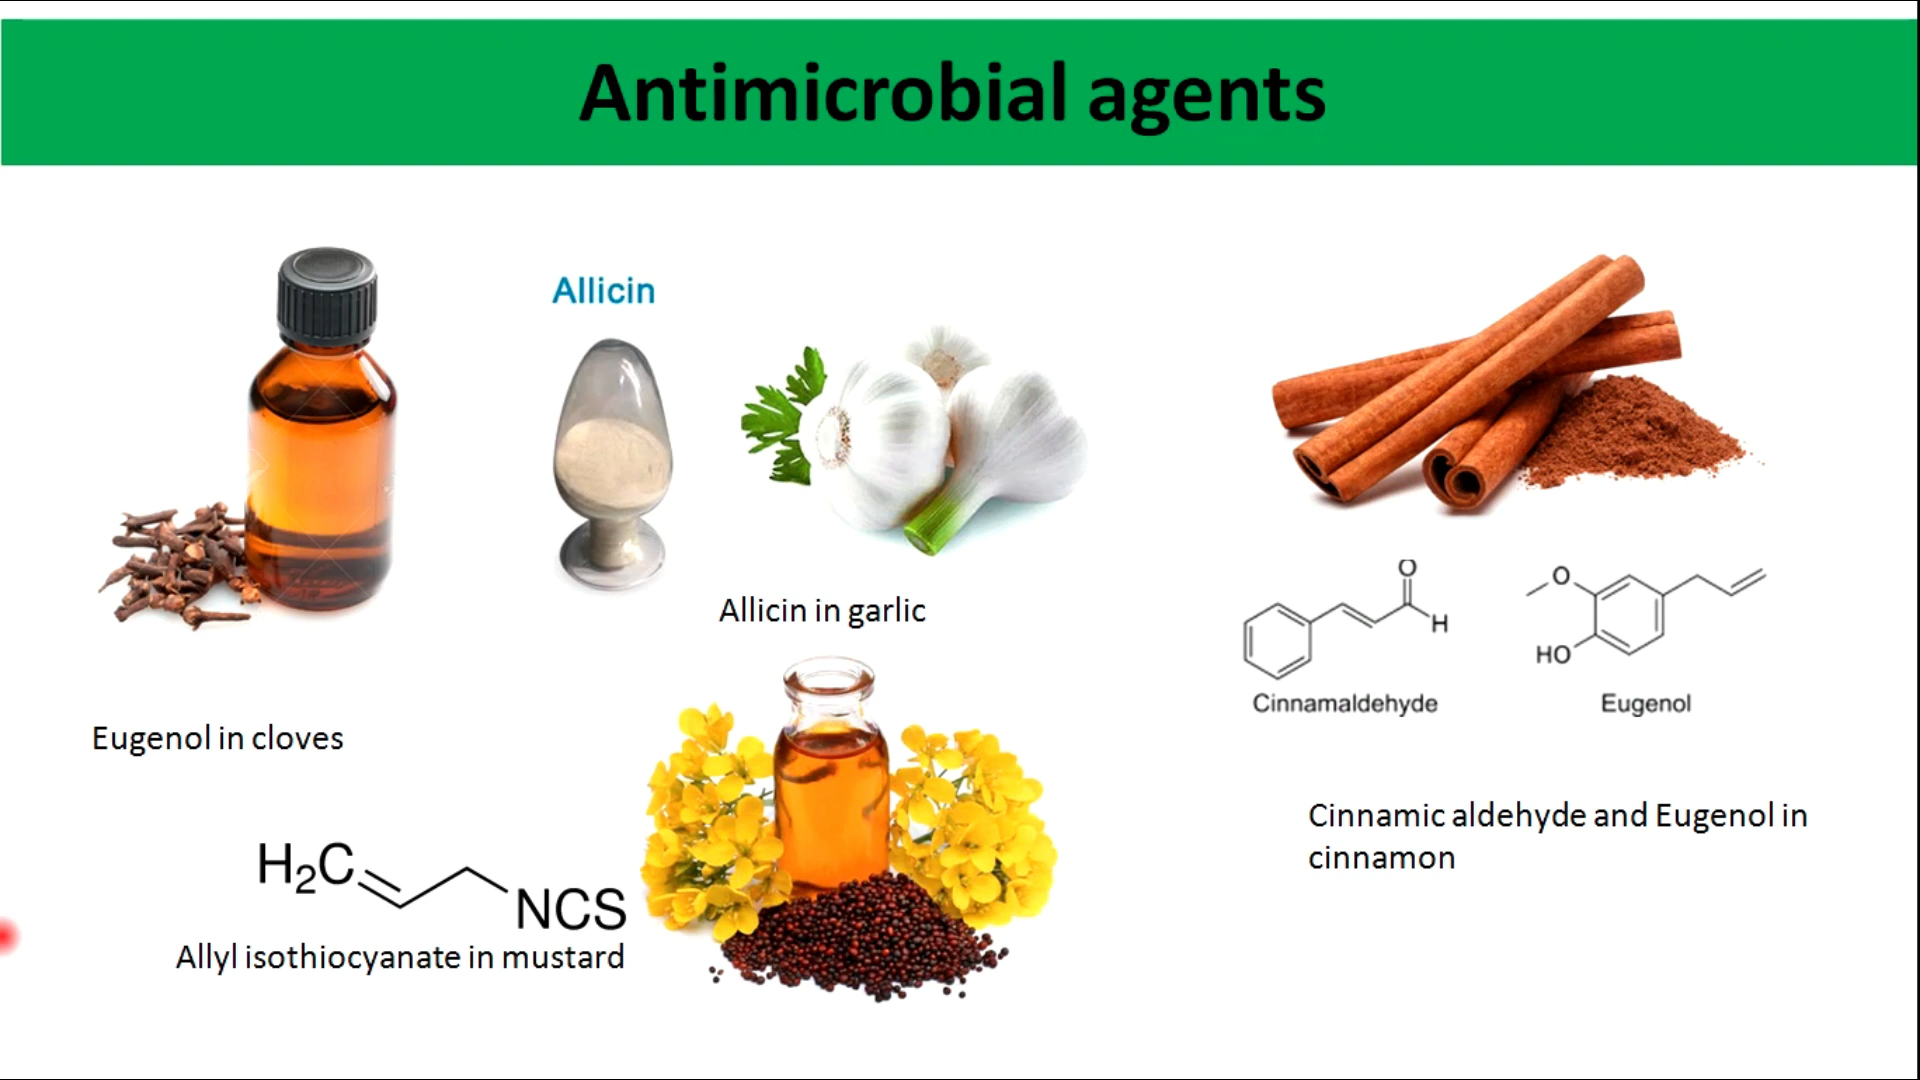 Antimicrobial agents
Allicin
Allicin in garlic
Eugenol in cloves
O
H
Cinnamaldehyde
O
HO
Eugenol
Cinnamic aldehyde and Eugenol in
cinnamon
H₂C
NCS
Allyl isothiocyanate in mustard